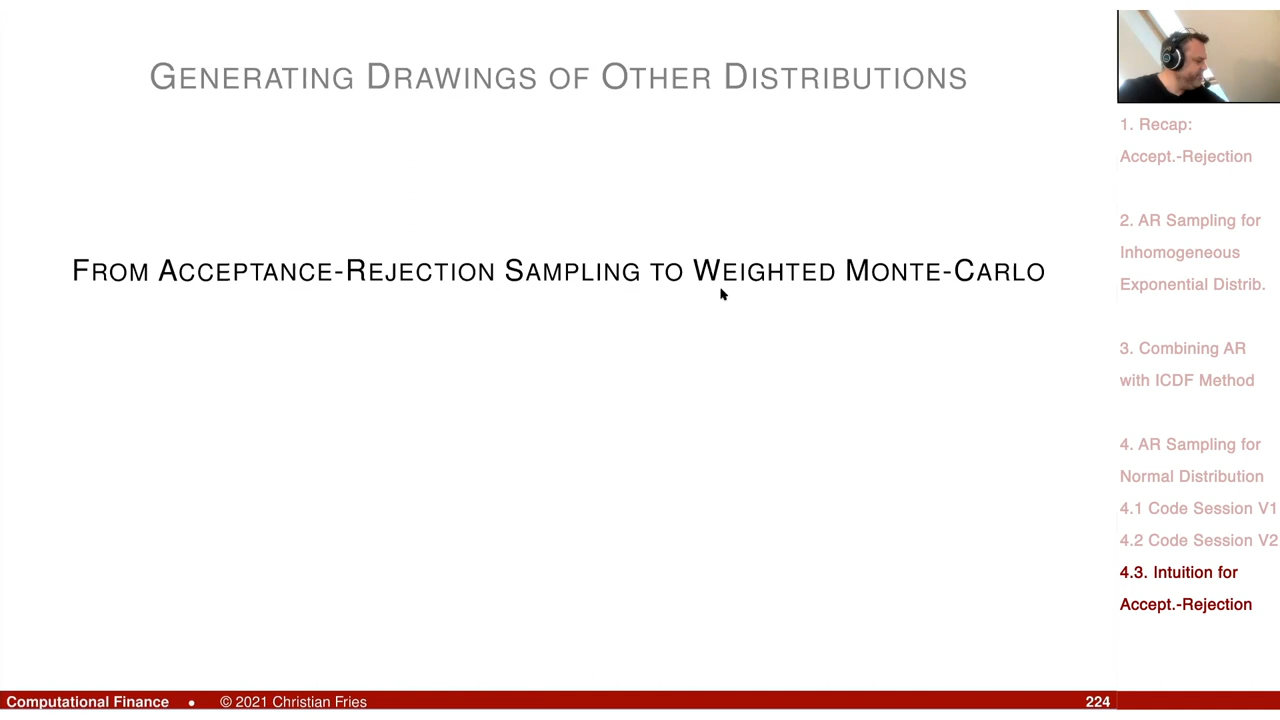 GENERATING DRAWINGS OF OTHER DISTRIBUTIONS
FROM ACCEPTANCE-REJECTION SAMPLING TO WEIGHTED MONTE-CARLO
1. Recap:
Accept.-Rejection
2. AR Sampling for
Inhomogeneous
Exponential Distrib.
3. Combining AR
with ICDF Method
4. AR Sampling for
Normal Distribution
4.1 Code Session V1
4.2 Code Session V2
4.3. Intuition for
Accept.-Rejection
Computational Finance • © 2021 Christian Fries 224